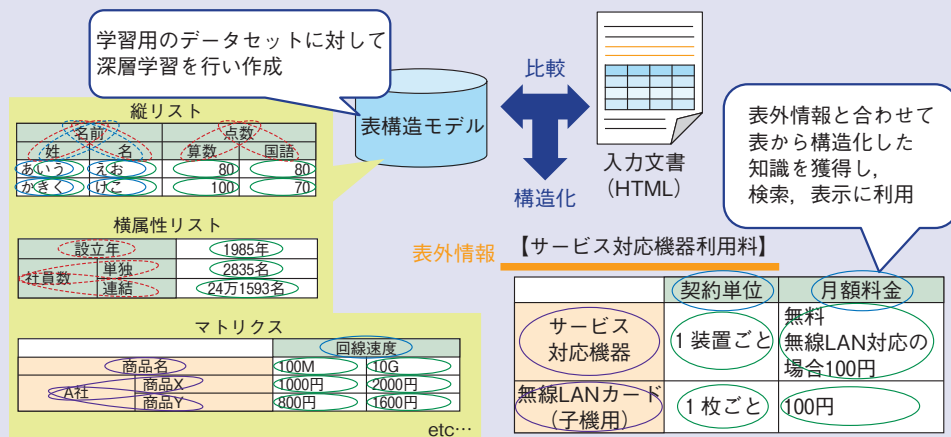 学習用のデータセットに対して
深層学習を行い作成
表構造モデル
比較
構造化
入力文書
（HTML）
表外情報と合わせて
表から構造化した
知識を獲得し，
検索，表示に利用
縦リスト
名前 点数
姓 名 算数 国語
あいう えお 80 80
かきく けこ 100 70
横属性リスト
設立年 1985年
社員数 単独 2835名
連結 24万1593名
マトリクス
回線速度
商品名 100M 10G
A社 商品X 1000円 2000円
商品Y 800円 1600円
etc…
表外情報 【サービス対応機器利用料】
契約単位 月額料金
サービス
対応機器
1装置ごと
無料
無線LAN対応の
場合100円
無線LANカード
（子機用）
1枚ごと
100円